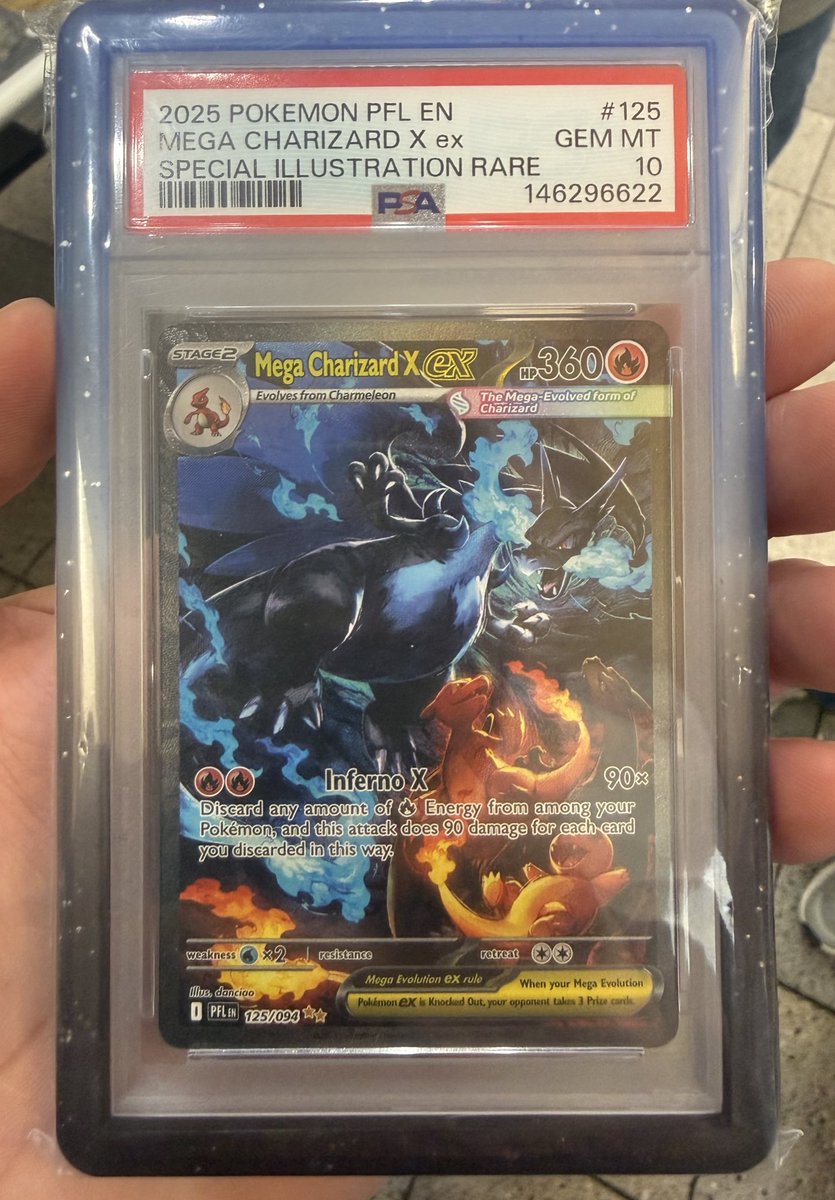 2025 POKEMON PFL EN #125
MEGA CHARIZARD X ex GEM MT
SPECIAL ILLUSTRATION RARE 10
PSA 146296622
STAGE2 Mega Charizard X ex HP 360
Evolves from Charmeleon
The Mega-Evolved form of
Charizard
Inferno X 90×
Discard any amount of Energy from among your
Pokémon, and this attack does 90 damage for each card
you discarded in this way.
weakness ×2 resistance retreat
Mega Evolution ex rule When your Mega Evolution
Pokémon ex is Knocked Out, your opponent takes 3 Prize cards.
Illus. danciao
I PFL EN 125/094